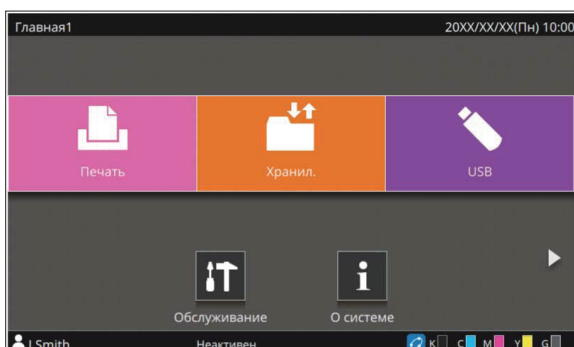 Главная1 20XX/XX/XX(Пн) 10:00
Печать Хранил. USB
Обслуживание О системе
J.Smith Неактивен K C M Y G